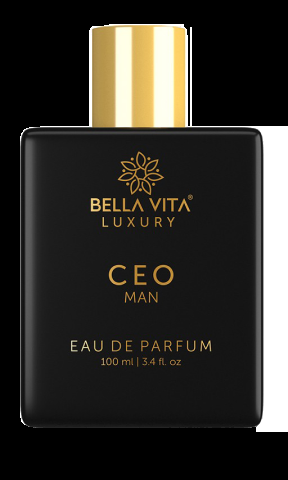 BELLA VITA®
LUXURY
CEO
MAN
EAU DE PARFUM
100 ml | 3.4 fl. oz